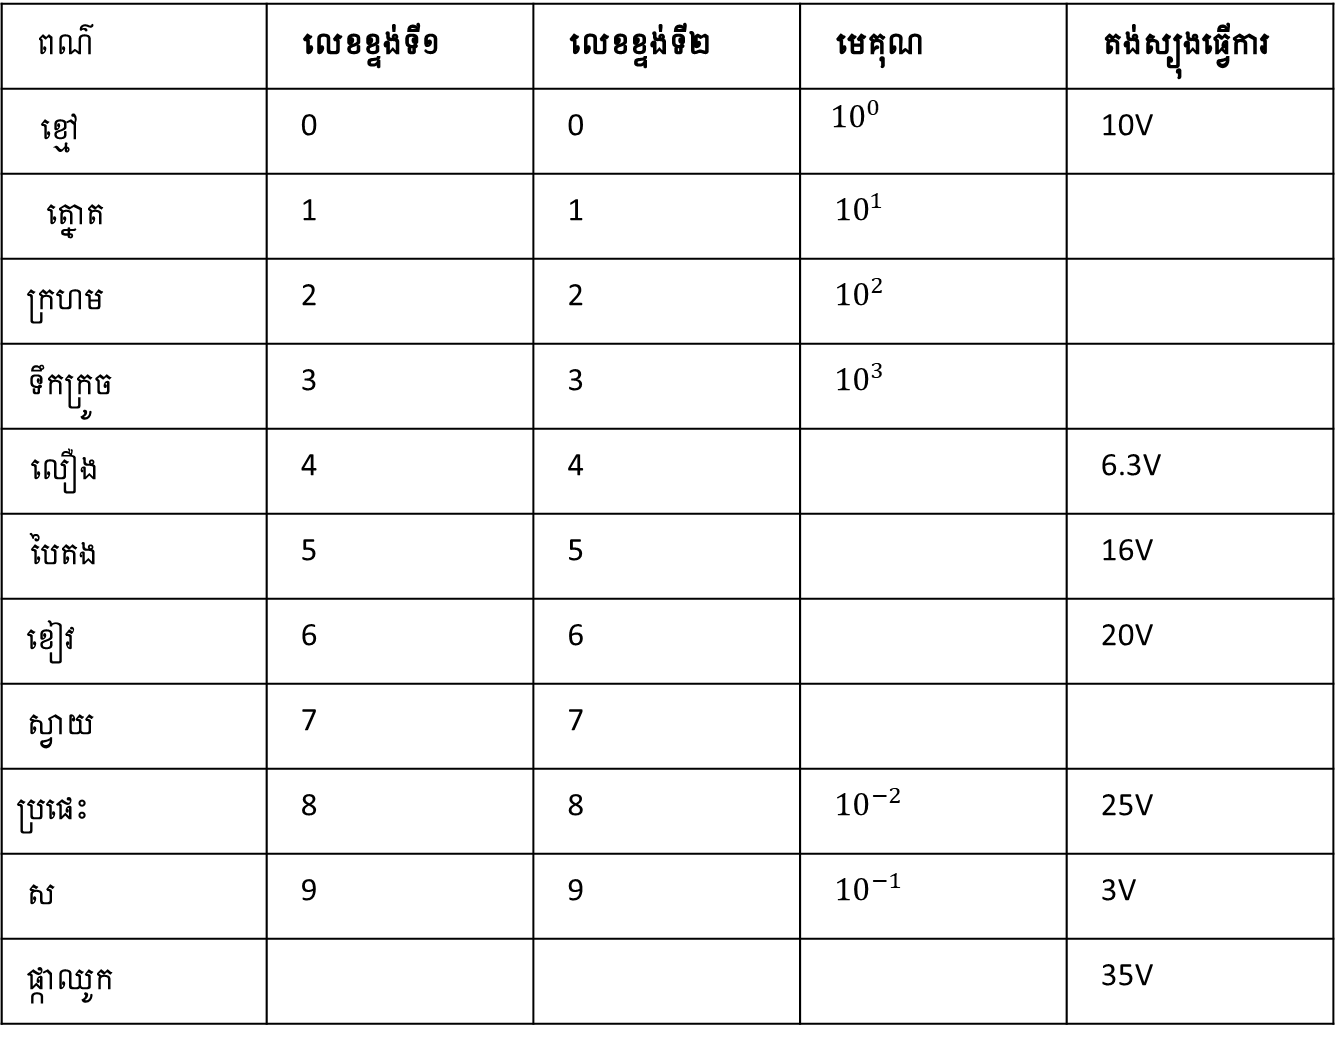 ពណ៌ លេខខ្ទង់ទី១ លេខខ្ទង់ទី២ មេគុណ តង់ស្យុងធ្វើការ
ខ្មៅ 0 0 10⁰ 10V
ត្នោត 1 1 10¹
ក្រហម 2 2 10²
ទឹកក្រូច 3 3 10³
លឿង 4 4 6.3V
បៃតង 5 5 16V
ខៀវ 6 6 20V
ស្វាយ 7 7
ប្រផេះ 8 8 10⁻² 25V
ស 9 9 10⁻¹ 3V
ផ្កាឈូក 35V